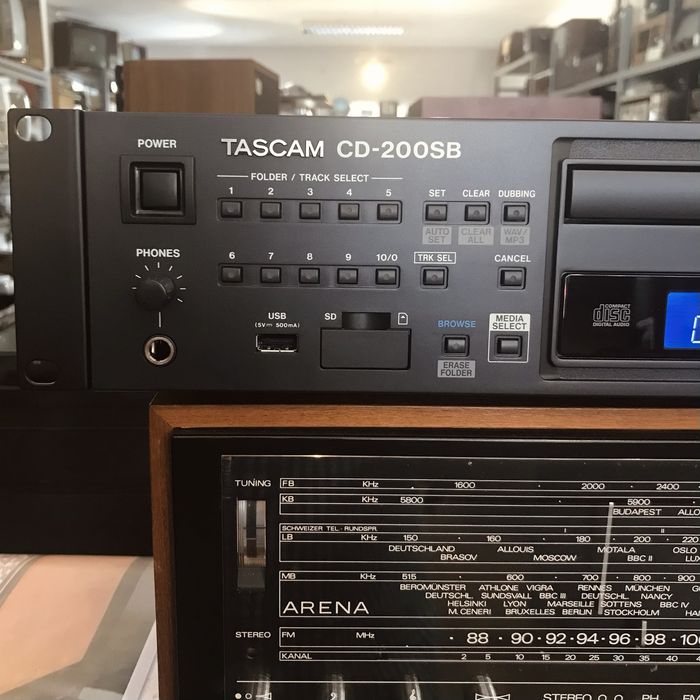 TASCAM CD-200SB
POWER
FOLDER / TRACK SELECT
1 2 3 4 5
SET CLEAR DUBBING
AUTO SET
CLEAR ALL
WAV/ MP3
PHONES
6 7 8 9 10/0
TRK SEL
CANCEL
USB
(5V⎓ 500mA)
SD
BROWSE
ERASE FOLDER
MEDIA SELECT
COMPACT
disc
DIGITAL AUDIO
TUNING
FB KHz 1600 2000 2400
KB KHz 5800 5900
BUDAPEST
SCHWEIZER TEL - RUNDSPR. I II
LB KHz 150 160 180 200 220
DEUTSCHLAND ALLOUIS MOTALA OSLO
BRASOV MOSCOW BBC II
MB KHz 515 600 700 800 900
BEROMÜNSTER ATHLONE VIGRA RENNES MÜNCHEN
DEUTSCHL. SUNDSVALL BBC III DEUTSCHL. NANCY
HELSINKI LYON MARSEILLE SOTTENS BBC IV
M. CENERI BRUXELLES BERLIN STOCKHOLM
ARENA
STEREO
FM MHz 88 90 92 94 96 98
KANAL 2 5 10 15 20 25 30 35 40
STEREO PH